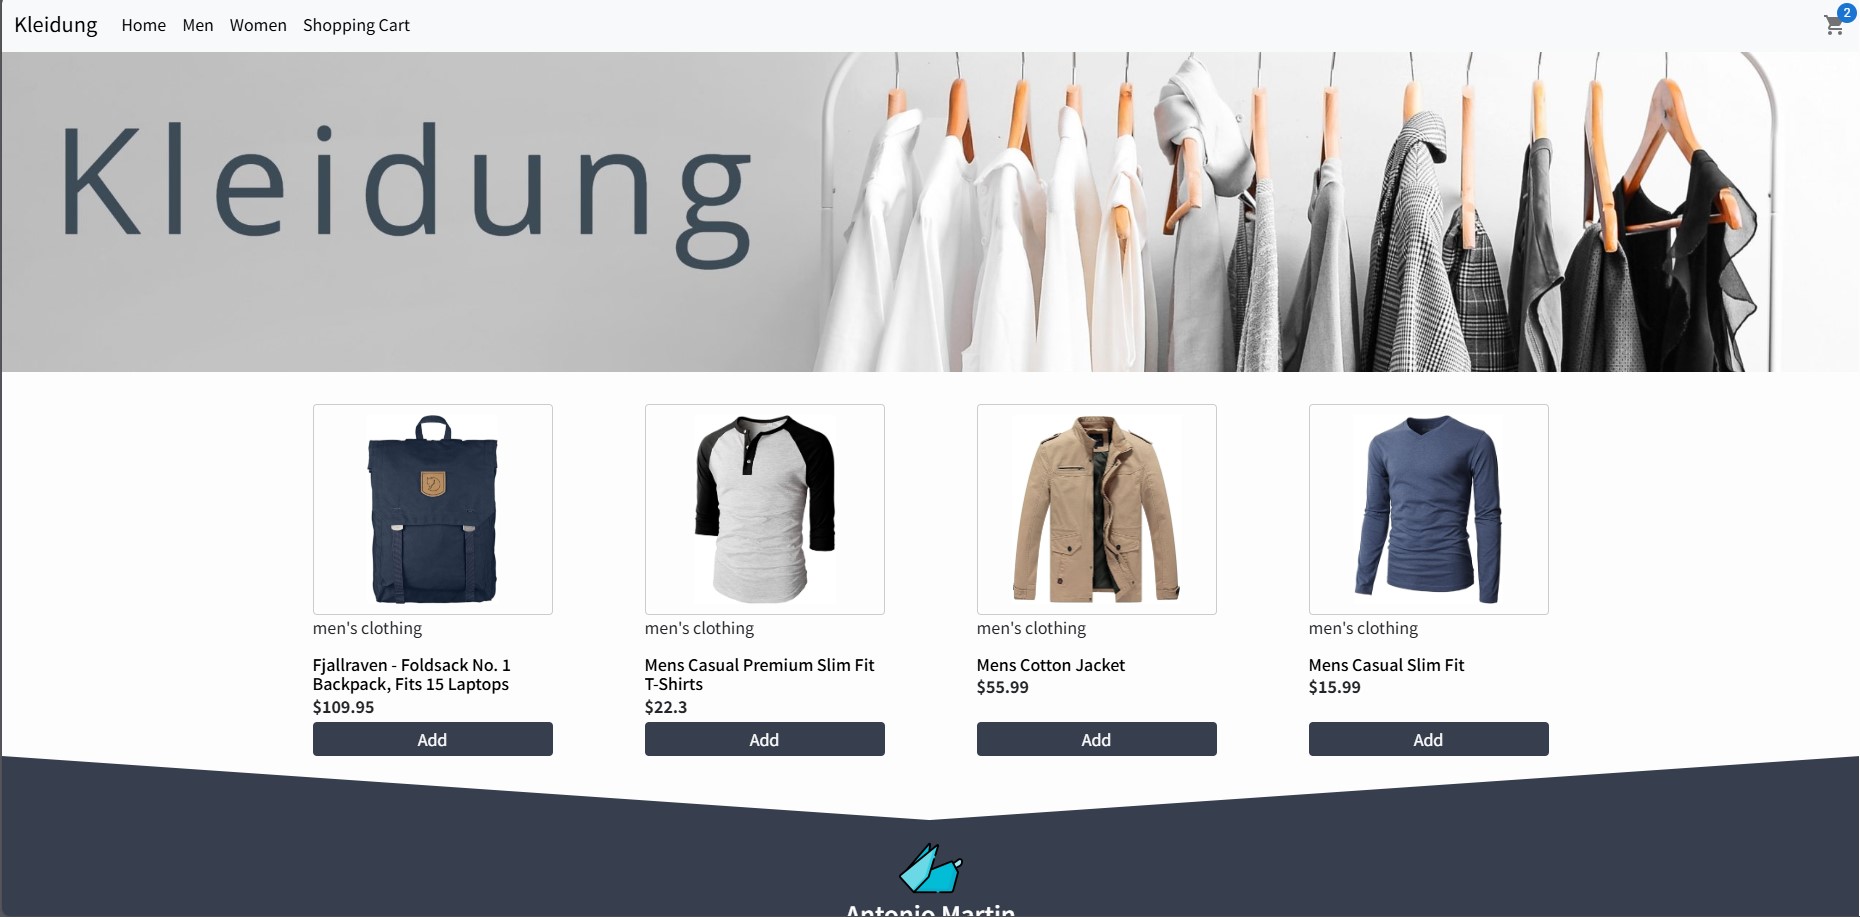 Kleidung Home Men Women Shopping Cart 2
Kleidung
men's clothing
Fjallraven - Foldsack No. 1
Backpack, Fits 15 Laptops
$109.95
Add
men's clothing
Mens Casual Premium Slim Fit
T-Shirts
$22.3
Add
men's clothing
Mens Cotton Jacket
$55.99
Add
men's clothing
Mens Casual Slim Fit
$15.99
Add
Antonio Martin